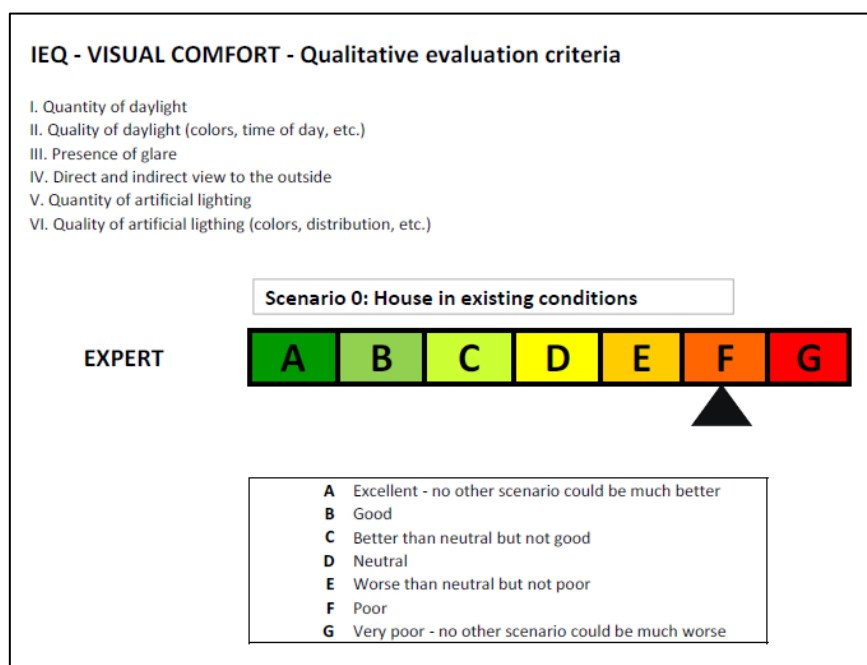 IEQ - VISUAL COMFORT - Qualitative evaluation criteria
I. Quantity of daylight
II. Quality of daylight (colors, time of day, etc.)
III. Presence of glare
IV. Direct and indirect view to the outside
V. Quantity of artificial lighting
VI. Quality of artificial ligthing (colors, distribution, etc.)
Scenario 0: House in existing conditions
EXPERT A B C D E F G
A Excellent - no other scenario could be much better
B Good
C Better than neutral but not good
D Neutral
E Worse than neutral but not poor
F Poor
G Very poor - no other scenario could be much worse